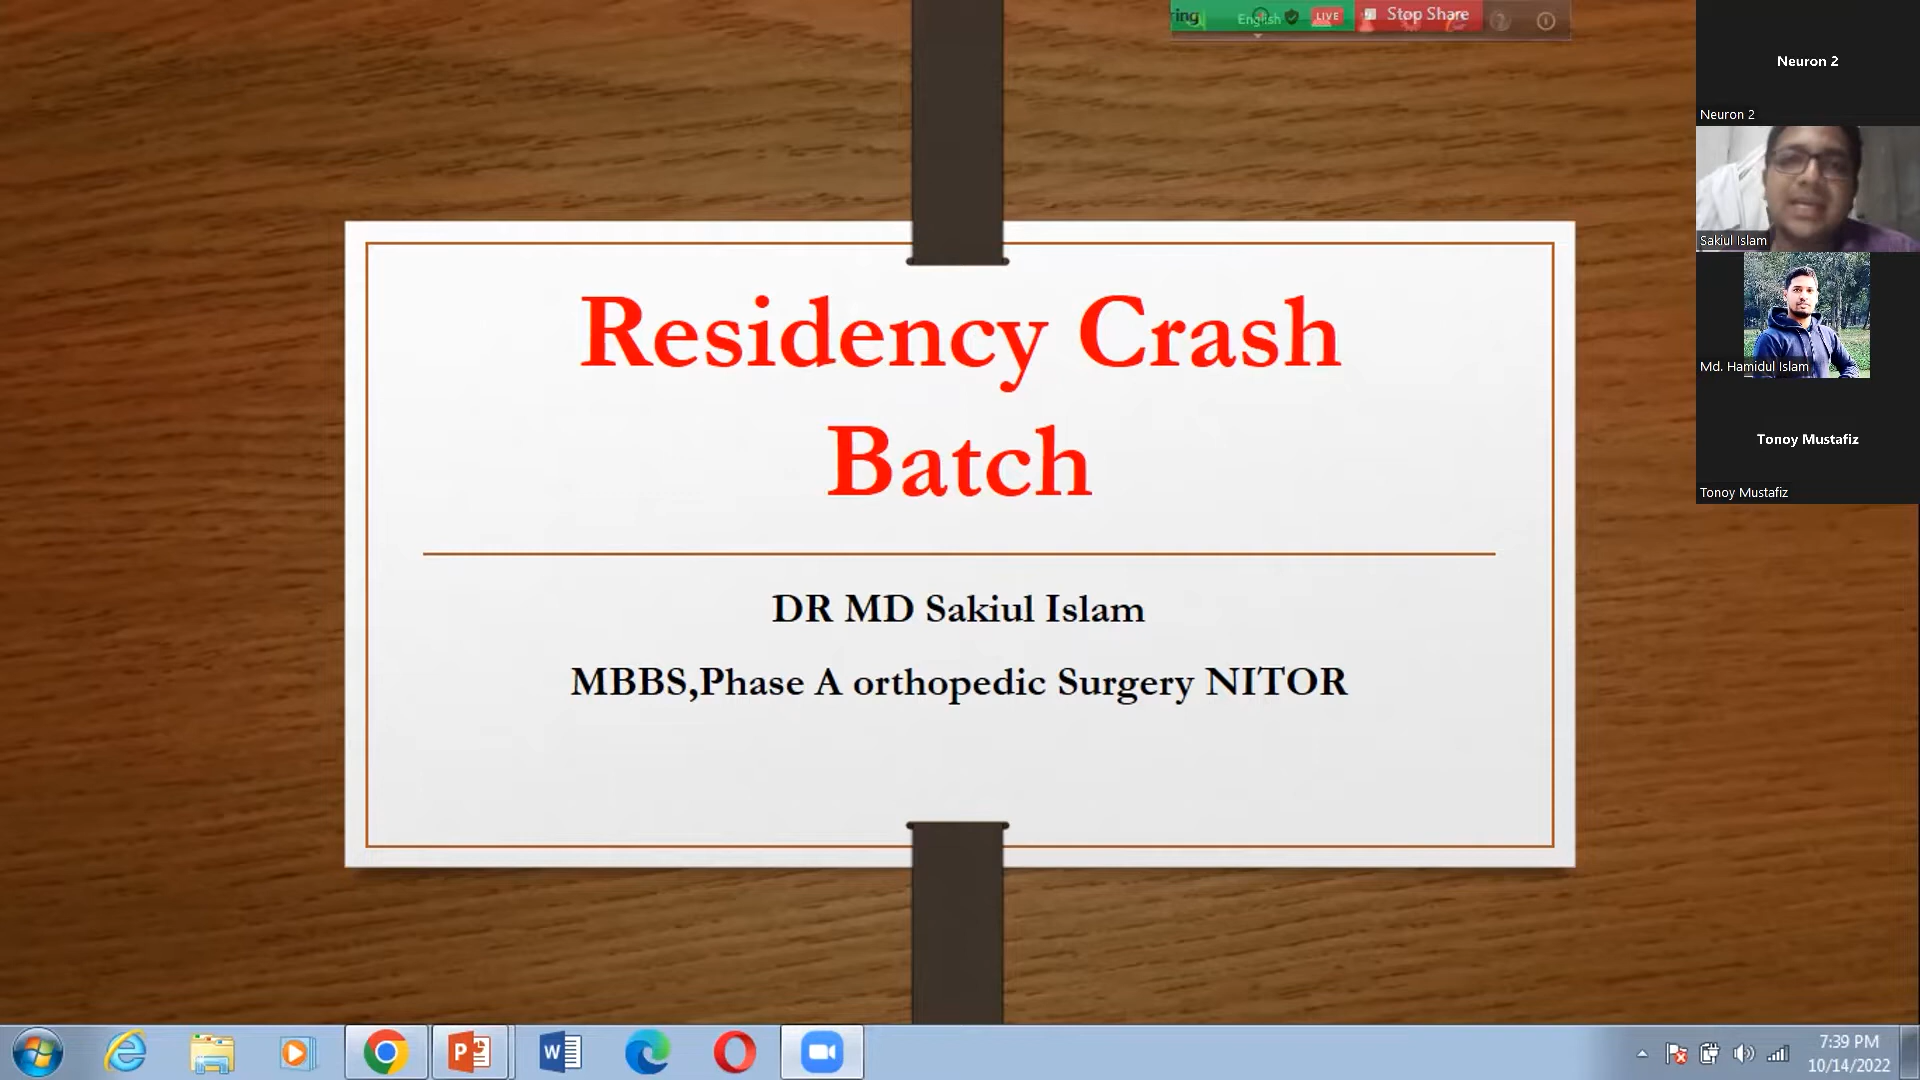 ring English LIVE Stop Share
Neuron 2
Neuron 2
Sakiul Islam
Md. Hamidul Islam
Tonoy Mustafiz
Tonoy Mustafiz
Residency Crash
Batch
DR MD Sakiul Islam
MBBS,Phase A orthopedic Surgery NITOR
7:39 PM
10/14/2022